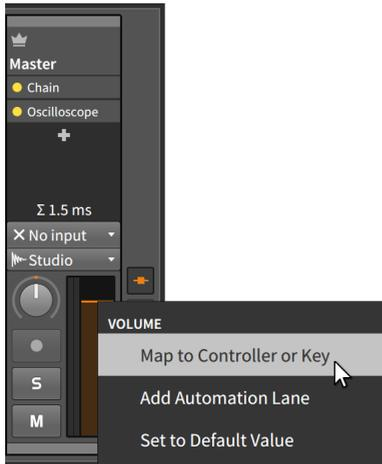 Master
Chain
Oscilloscope
Σ 1.5 ms
No input
Studio
S
M
VOLUME
Map to Controller or Key
Add Automation Lane
Set to Default Value